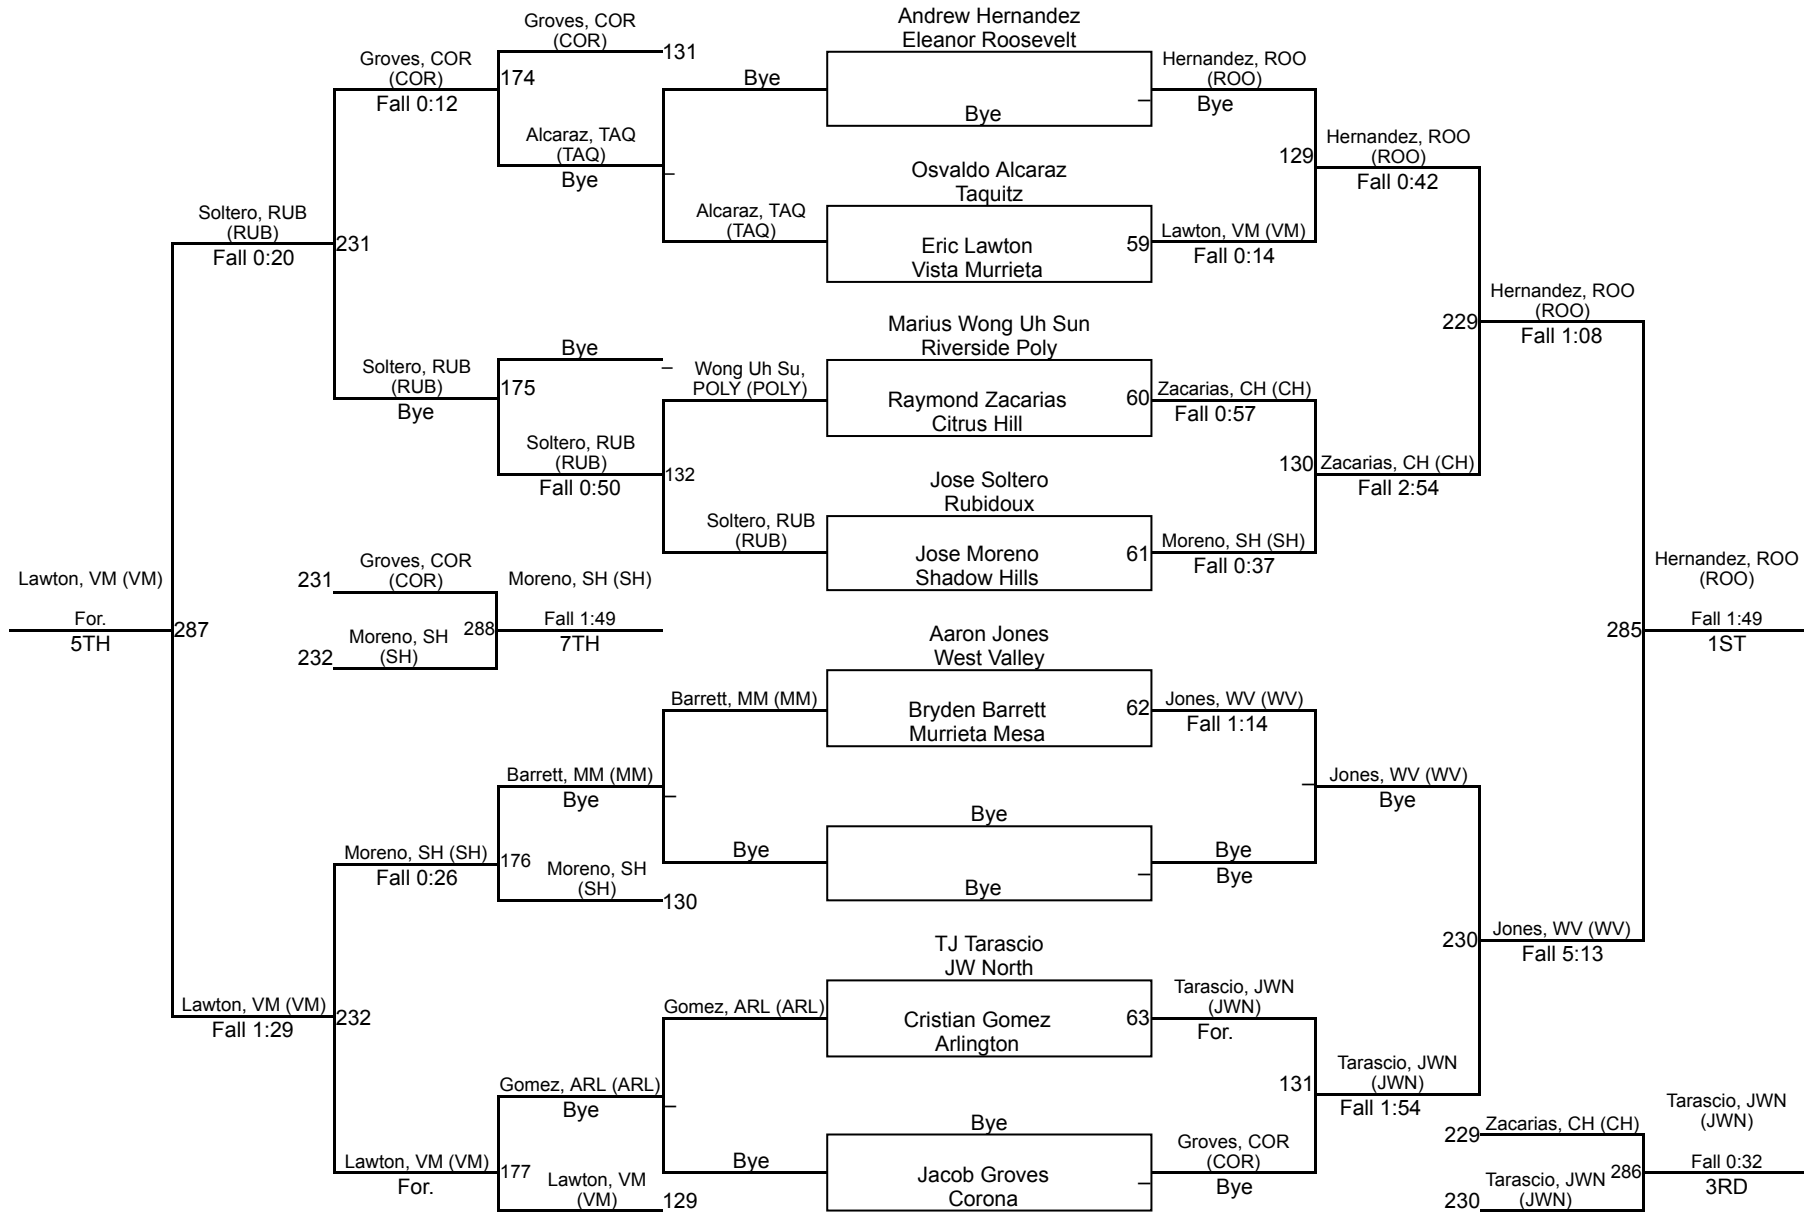 Groves, COR
(COR)
131
Groves, COR
(COR)
Fall 0:12
174
Alcaraz, TAQ
(TAQ)
Bye
Soltero, RUB
(RUB)
Fall 0:20
231
Bye
Soltero, RUB
(RUB)
Bye
175
Soltero, RUB
(RUB)
Fall 0:50
132
Bye
Alcaraz, TAQ
(TAQ)
Wong Uh Su,
POLY (POLY)
Soltero, RUB
(RUB)
Lawton, VM (VM)
For.
5TH
287
231
Groves, COR
(COR)
232
Moreno, SH
(SH)
288
Moreno, SH (SH)
Fall 1:49
7TH
Barrett, MM (MM)
Barrett, MM (MM)
Bye
Bye
Moreno, SH (SH)
Fall 0:26
176
Moreno, SH
(SH)
130
Lawton, VM (VM)
Fall 1:29
232
Gomez, ARL (ARL)
Gomez, ARL (ARL)
Bye
Bye
Lawton, VM (VM)
For.
177
Lawton, VM
(VM)
129
Andrew Hernandez
Eleanor Roosevelt
Bye
Osvaldo Alcaraz
Taquitz
Eric Lawton
Vista Murrieta
59
Marius Wong Uh Sun
Riverside Poly
Raymond Zacarias
Citrus Hill
60
Jose Soltero
Rubidoux
Jose Moreno
Shadow Hills
61
Aaron Jones
West Valley
Bryden Barrett
Murrieta Mesa
62
Bye
Bye
TJ Tarascio
JW North
Cristian Gomez
Arlington
63
Bye
Jacob Groves
Corona
Hernandez, ROO
(ROO)
Bye
Lawton, VM (VM)
Fall 0:14
129
Hernandez, ROO
(ROO)
Fall 0:42
Zacarias, CH (CH)
Fall 0:57
Moreno, SH (SH)
Fall 0:37
130
Zacarias, CH (CH)
Fall 2:54
229
Hernandez, ROO
(ROO)
Fall 1:08
Jones, WV (WV)
Fall 1:14
Bye
Bye
Jones, WV (WV)
Bye
Tarascio, JWN
(JWN)
For.
Groves, COR
(COR)
Bye
131
Tarascio, JWN
(JWN)
Fall 1:54
230
Jones, WV (WV)
Fall 5:13
285
Hernandez, ROO
(ROO)
Fall 1:49
1ST
229
Zacarias, CH (CH)
230
Tarascio, JWN
(JWN)
286
Tarascio, JWN
(JWN)
Fall 0:32
3RD